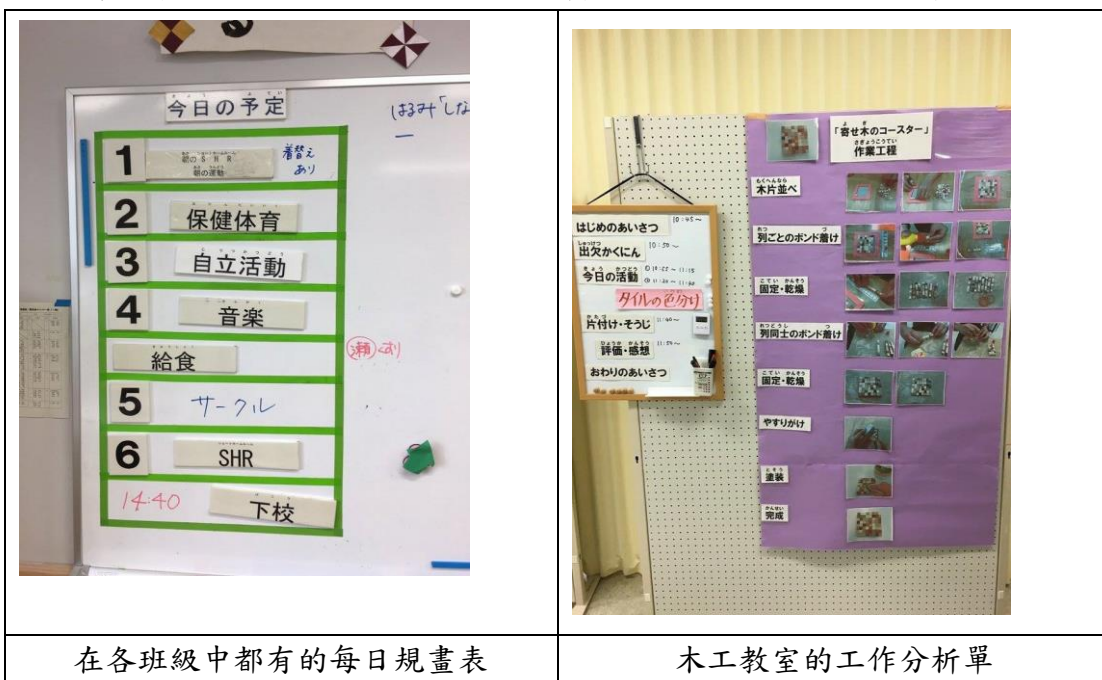 今日の予定
はるみ「しな
1
朝のSHR
朝の運動
着替え
あり
2
保健体育
3
自立活動
4
音楽
給食
5
サークル
6
SHR
14:40
下校
はじめのあいさつ
10:45～
出欠かくにん
10:50～
今日の活動
タイルの色分け
片付け・そうじ
11:40～
評価・感想
11:50～
おわりのあいさつ
「寄せ木のコースター」
作業工程
木片並べ
列ごとのボンド着け
固定・乾燥
列同士のボンド着け
固定・乾燥
やすりがけ
塗装
完成
在各班級中都有的每日規畫表
木工教室的工作分析單